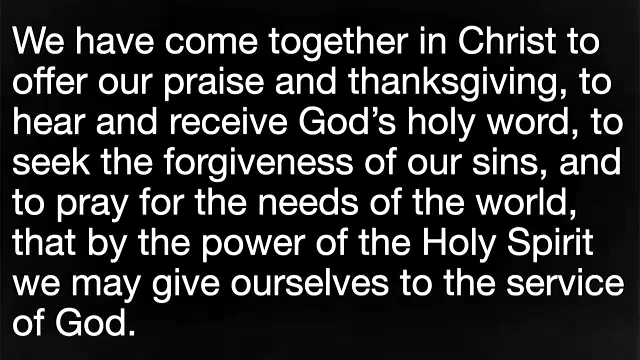 We have come together in Christ to
offer our praise and thanksgiving, to
hear and receive God’s holy word, to
seek the forgiveness of our sins, and
to pray for the needs of the world,
that by the power of the Holy Spirit
we may give ourselves to the service
of God.